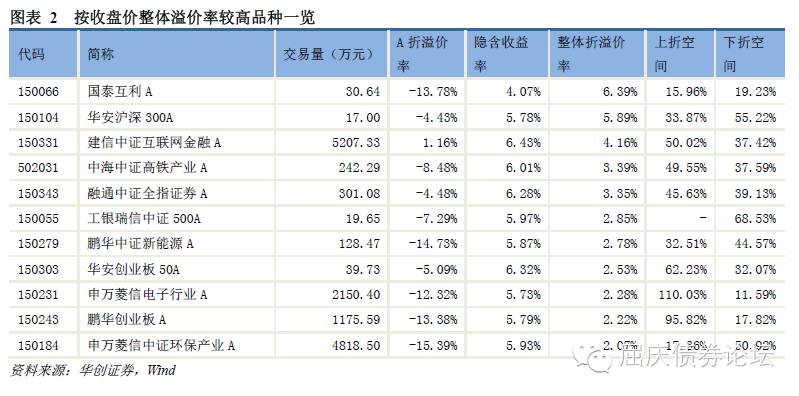 图表 2 按收盘价整体溢价率较高品种一览
代码 简称 交易量（万元） A 折溢价率 隐含收益率 整体折溢价率 上折空间 下折空间
150066 国泰互利 A 30.64 -13.78% 4.07% 6.39% 15.96% 19.23%
150104 华安沪深 300A 17.00 -4.43% 5.78% 5.89% 33.87% 55.22%
150331 建信中证互联网金融 A 5207.33 1.16% 6.43% 4.16% 50.02% 37.42%
502031 中海中证高铁产业 A 242.29 -8.48% 6.01% 3.39% 49.55% 37.59%
150343 融通中证全指证券 A 301.08 -4.48% 6.28% 3.35% 45.63% 39.13%
150055 工银瑞信中证 500A 19.65 -7.29% 5.97% 2.85% - 68.53%
150279 鹏华中证新能源 A 128.47 -14.73% 5.87% 2.78% 32.51% 44.57%
150303 华安创业板 50A 39.73 -5.09% 6.32% 2.53% 62.23% 32.07%
150231 申万菱信电子行业 A 2150.40 -12.32% 5.73% 2.28% 110.03% 11.59%
150243 鹏华创业板 A 1175.59 -13.38% 5.79% 2.22% 95.82% 17.82%
150184 申万菱信中证环保产业 A 4818.50 -15.39% 5.93% 2.07% 17.36% 50.92%
资料来源：华创证券，Wind
屈庆债券论坛